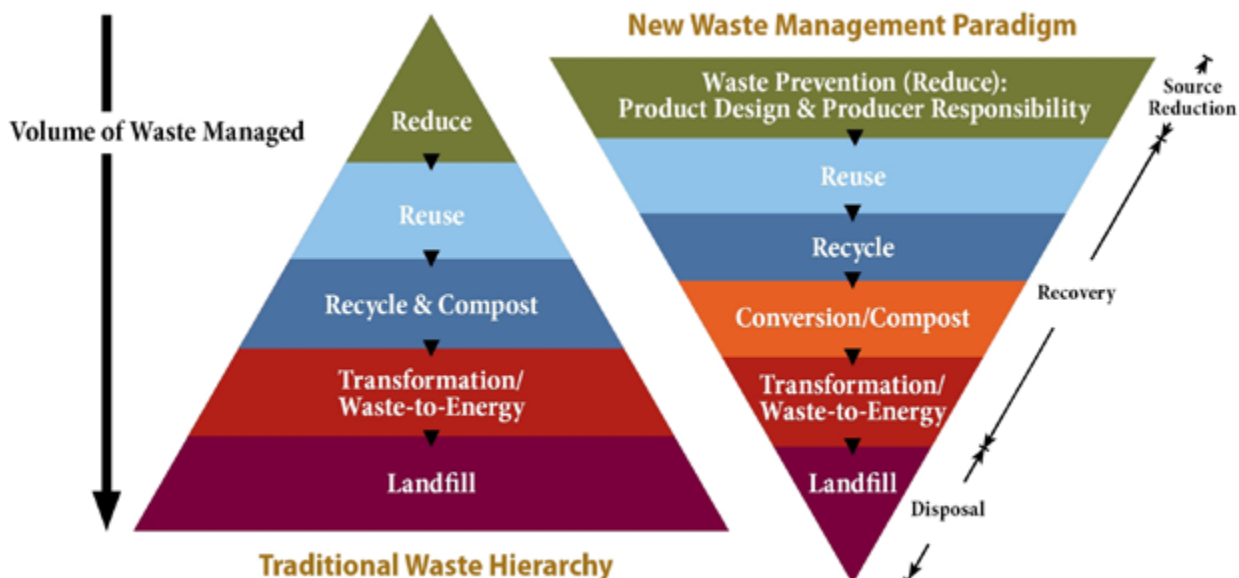 New Waste Management Paradigm
Volume of Waste Managed
Reduce
Reuse
Recycle & Compost
Transformation/
Waste-to-Energy
Landfill
Traditional Waste Hierarchy
Waste Prevention (Reduce):
Product Design & Producer Responsibility
Reuse
Recycle
Conversion/Compost
Transformation/
Waste-to-Energy
Landfill
Source
Reduction
Recovery
Disposal